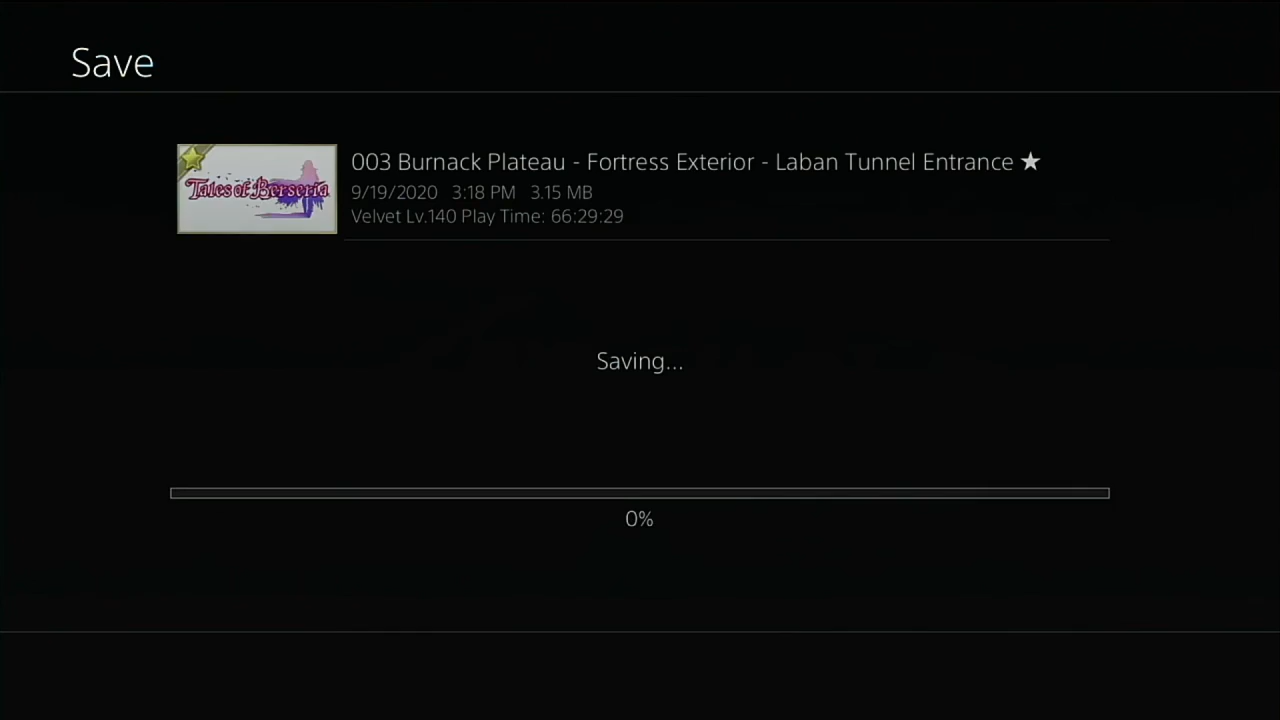 Save
Tales of Berseria
003 Burnack Plateau - Fortress Exterior - Laban Tunnel Entrance ★
9/19/2020 3:18 PM 3.15 MB
Velvet Lv.140 Play Time: 66:29:29
Saving...
0%